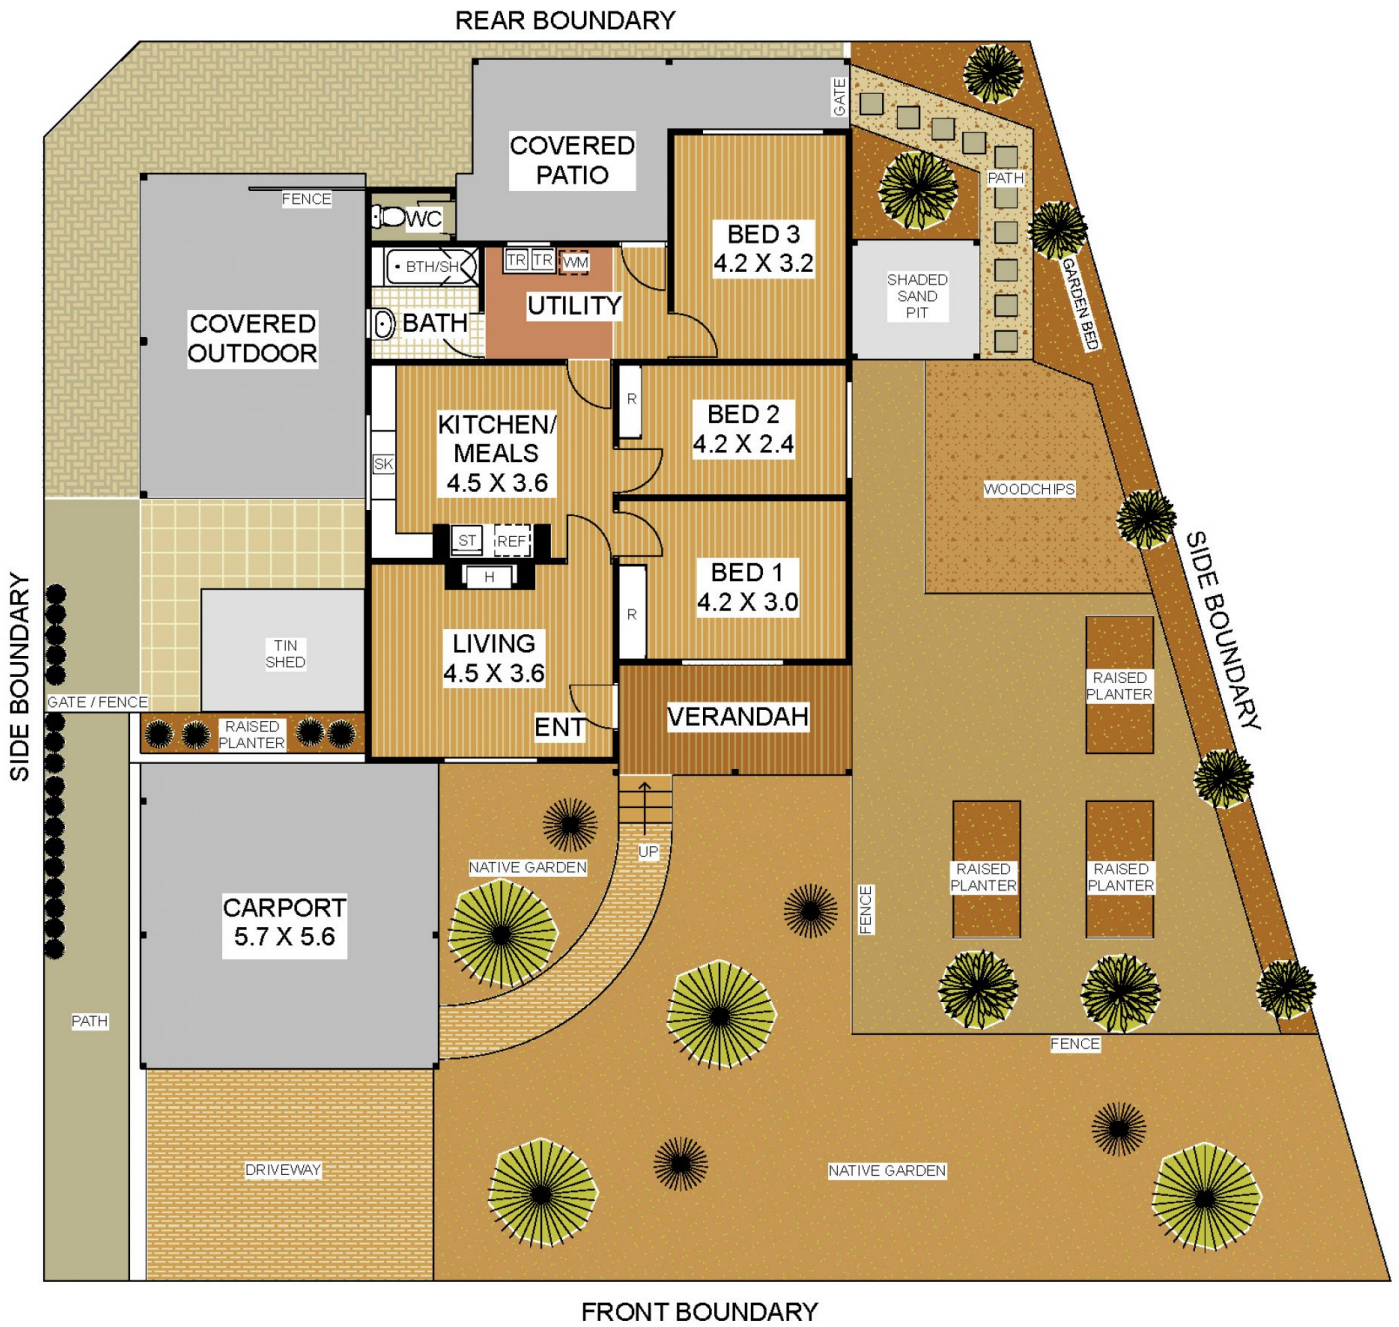 REAR BOUNDARY
GATE
COVERED
PATIO
PATH
FENCE
WC
BED 3
4.2 X 3.2
BTH/SH
TR
TR
WM
UTILITY
SHADED
SAND
PIT
GARDEN BED
COVERED
OUTDOOR
BATH
R
BED 2
4.2 X 2.4
KITCHEN/
MEALS
4.5 X 3.6
SK
WOODCHIPS
ST
REF
H
BED 1
4.2 X 3.0
R
SIDE BOUNDARY
TIN
SHED
LIVING
4.5 X 3.6
SIDE BOUNDARY
GATE / FENCE
RAISED
PLANTER
RAISED
PLANTER
ENT
VERANDAH
UP
NATIVE GARDEN
CARPORT
5.7 X 5.6
FENCE
RAISED
PLANTER
RAISED
PLANTER
PATH
FENCE
DRIVEWAY
NATIVE GARDEN
FRONT BOUNDARY